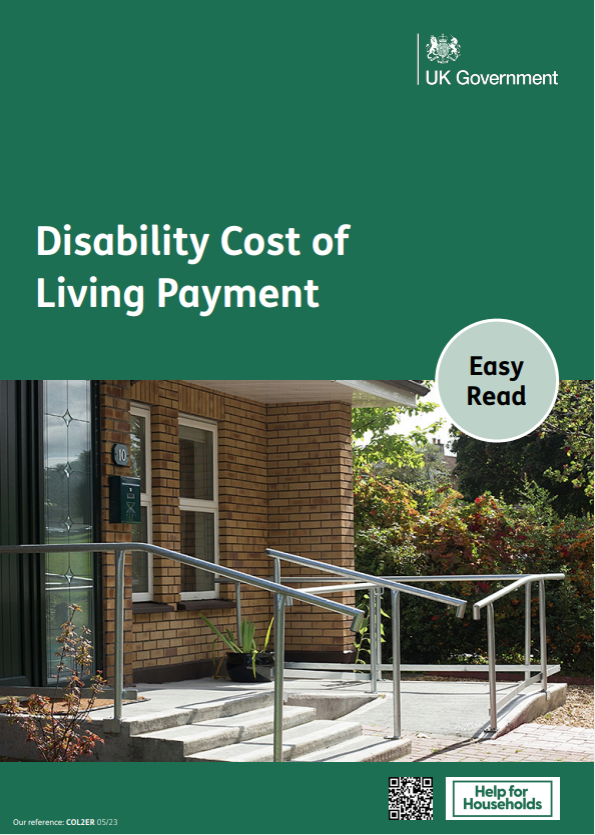 UK Government
Disability Cost of
Living Payment
Easy
Read
10
Help for
Households
Our reference: COL2ER 05/23